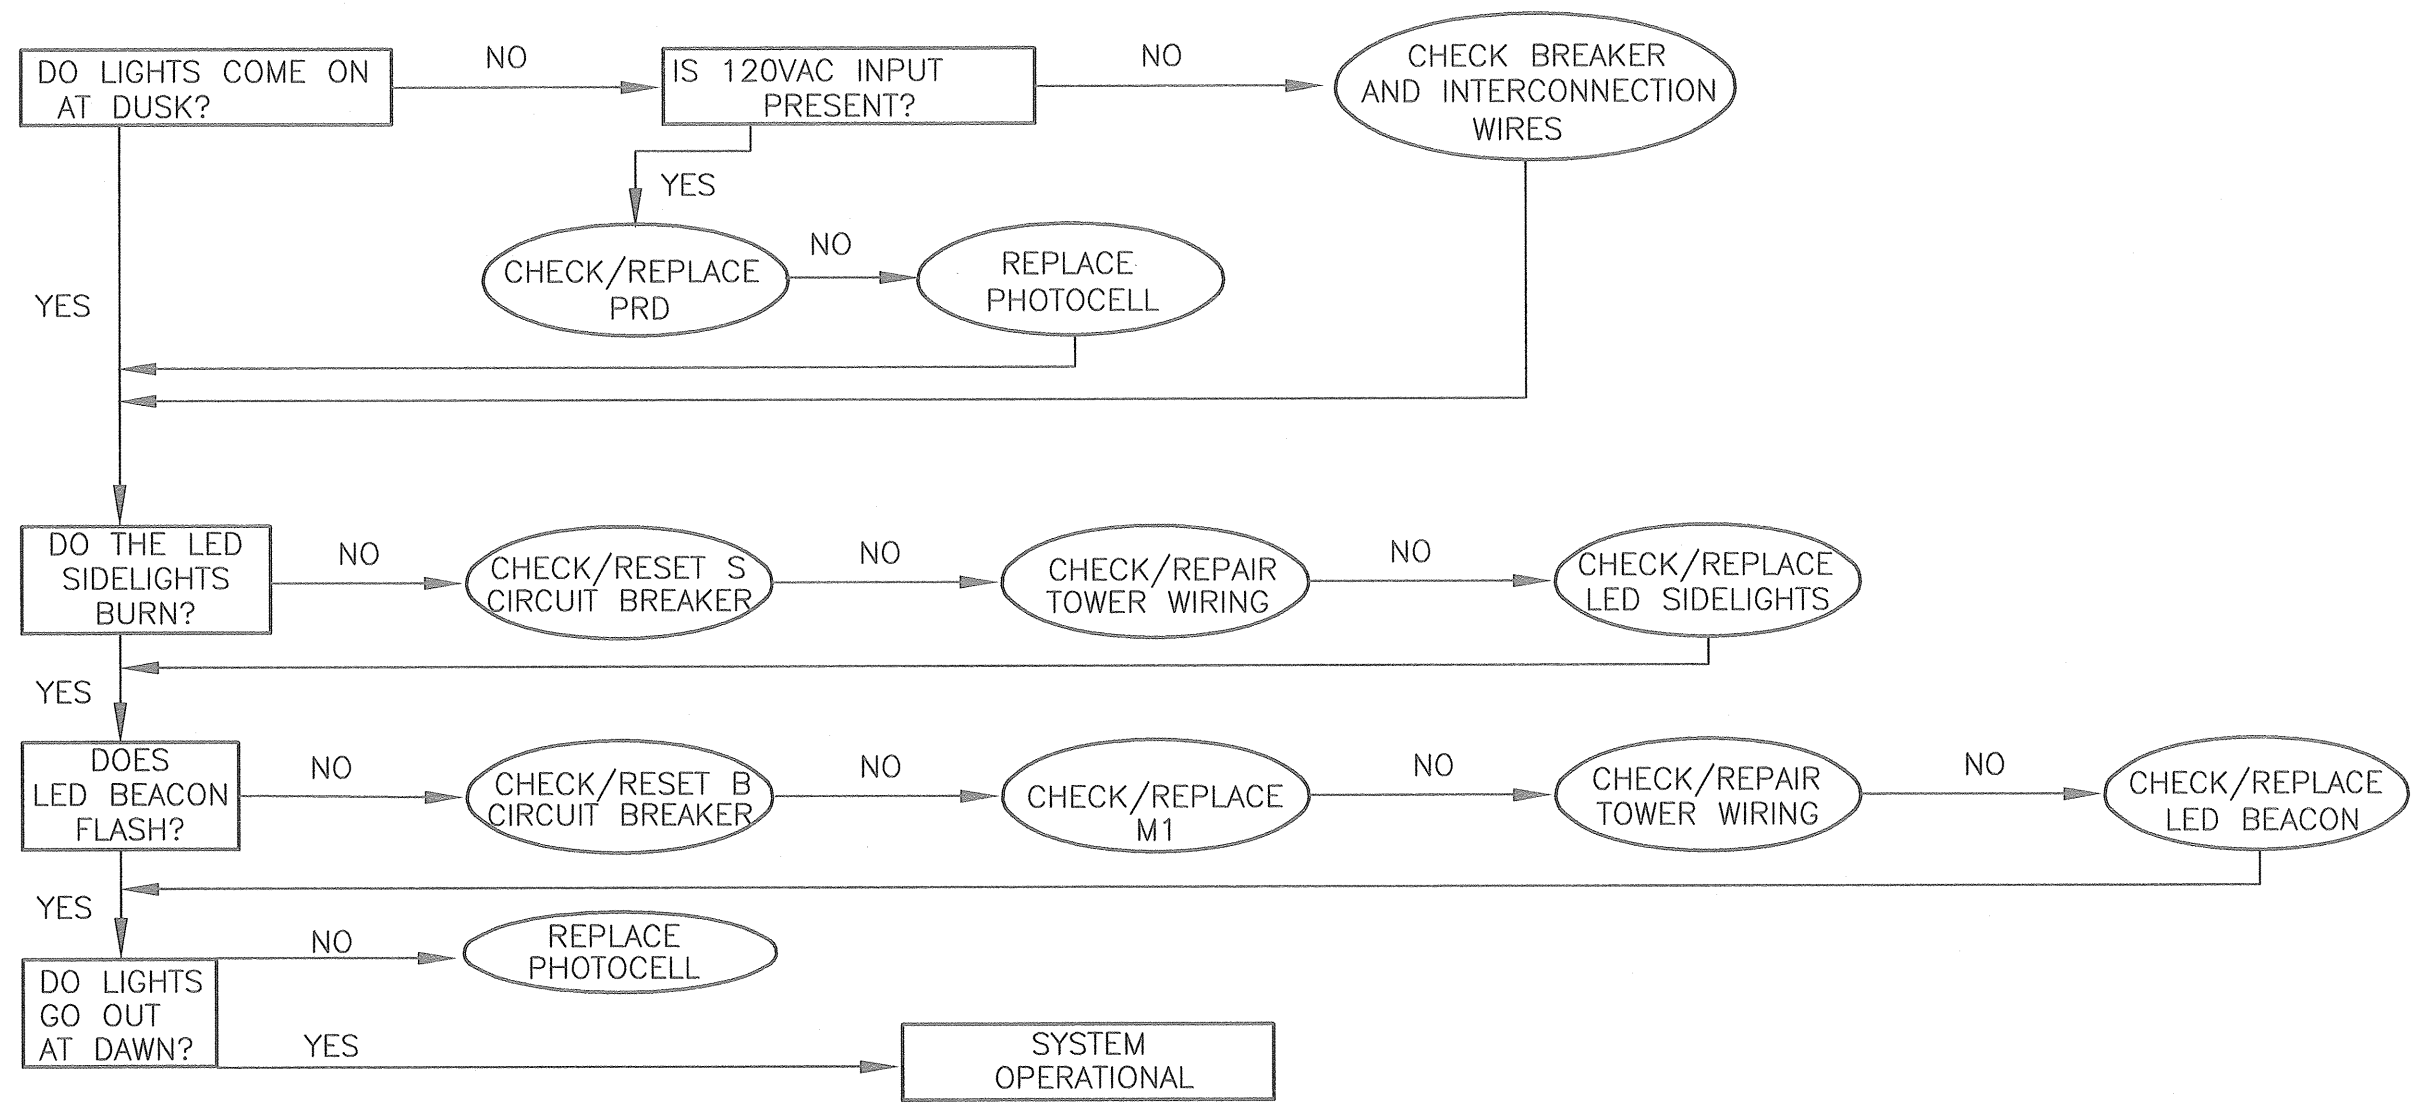 DO LIGHTS COME ON
AT DUSK?
NO
IS 120VAC INPUT
PRESENT?
NO
CHECK BREAKER
AND INTERCONNECTION
WIRES
YES
YES
CHECK/REPLACE
PRD
NO
REPLACE
PHOTOCELL
DO THE LED
SIDELIGHTS
BURN?
NO
CHECK/RESET S
CIRCUIT BREAKER
NO
CHECK/REPAIR
TOWER WIRING
NO
CHECK/REPLACE
LED SIDELIGHTS
YES
DOES
LED BEACON
FLASH?
NO
CHECK/RESET B
CIRCUIT BREAKER
NO
CHECK/REPLACE
M1
NO
CHECK/REPAIR
TOWER WIRING
NO
CHECK/REPLACE
LED BEACON
YES
DO LIGHTS
GO OUT
AT DAWN?
NO
REPLACE
PHOTOCELL
YES
SYSTEM
OPERATIONAL